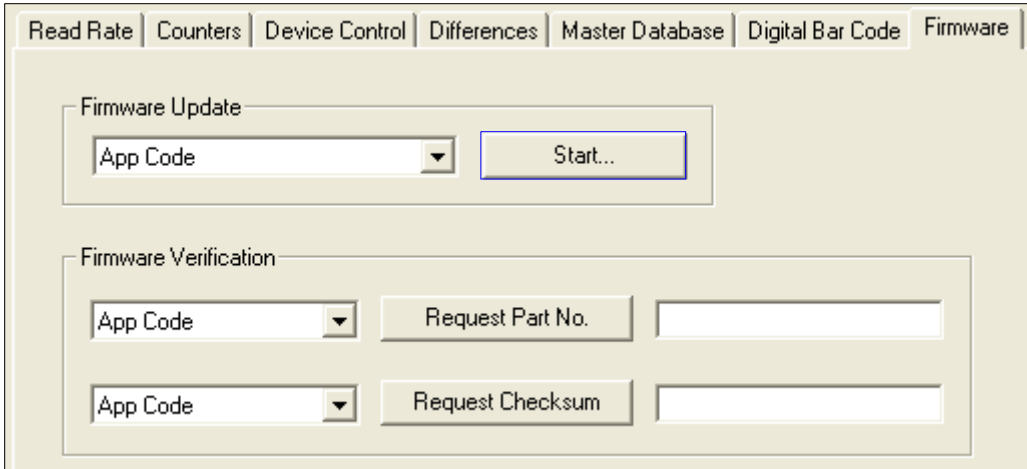 Read Rate Counters Device Control Differences Master Database Digital Bar Code Firmware
Firmware Update
App Code Start...
Firmware Verification
App Code Request Part No.
App Code Request Checksum